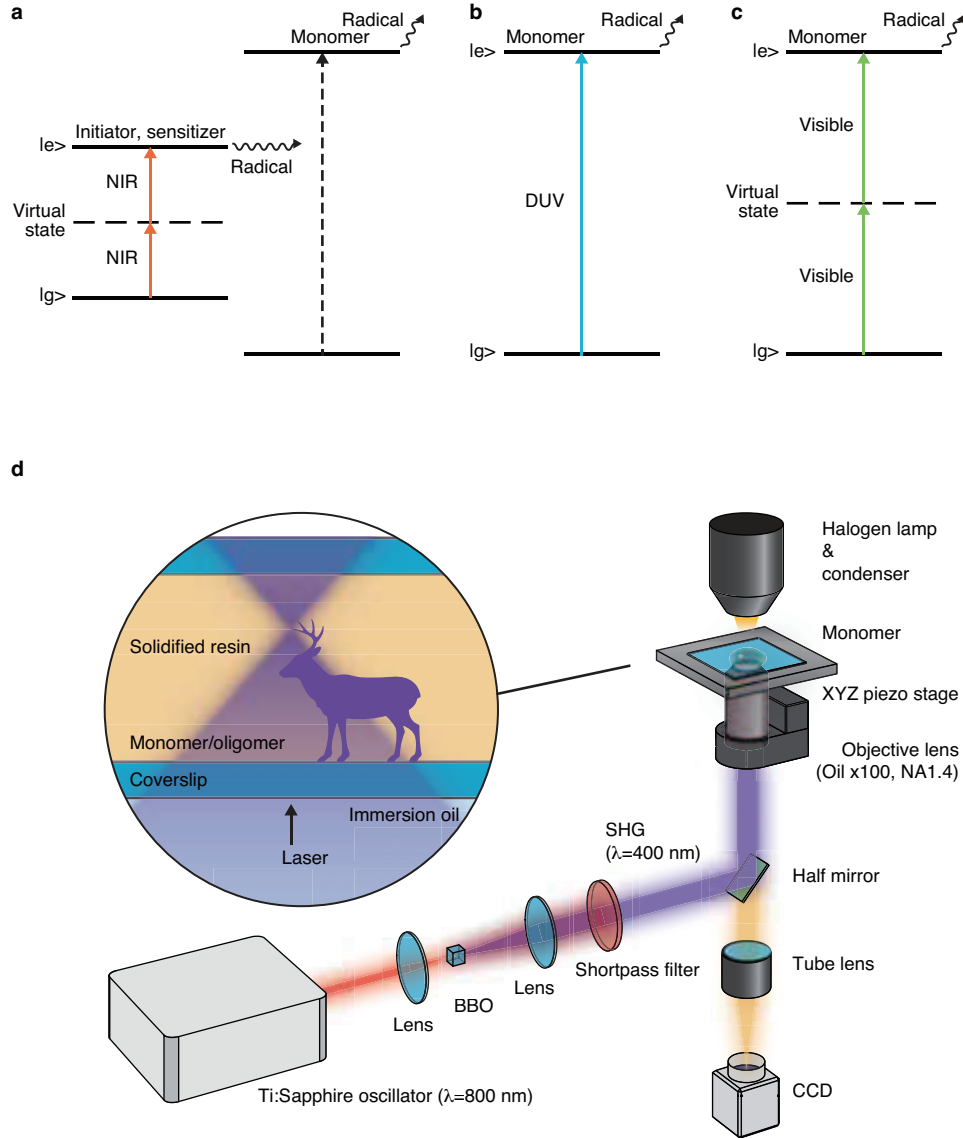 a
Radical
Monomer
|e>
Initiator, sensitizer
Radical
NIR
Virtual
state
NIR
|g>
b
Radical
Monomer
|e>
DUV
|g>
c
Radical
Monomer
|e>
Visible
Virtual
state
Visible
|g>
d
Solidified resin
Monomer/oligomer
Coverslip
Immersion oil
Laser
Halogen lamp
&
condenser
Monomer
XYZ piezo stage
Objective lens
(Oil x100, NA1.4)
SHG
(λ=400 nm)
Half mirror
Shortpass filter
Tube lens
Lens
BBO
Lens
CCD
Ti:Sapphire oscillator (λ=800 nm)